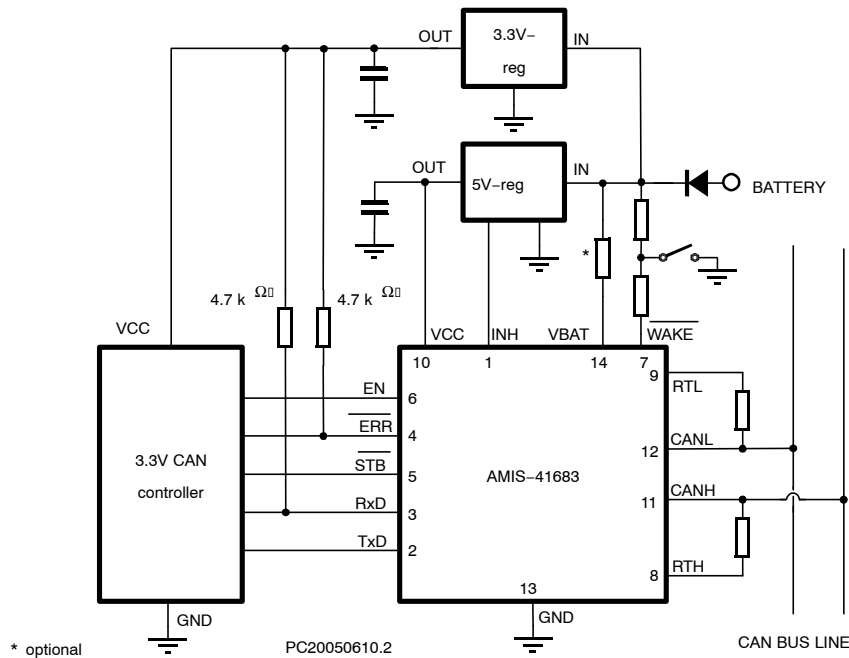 OUT
3.3V−
reg
IN
OUT
5V−reg
IN
BATTERY
*
4.7 k Ω▯
4.7 k Ω▯
VCC
VCC
INH
VBAT
WAKE
10
1
14
7
9
RTL
EN
6
ERR
4
12
CANL
3.3V CAN
controller
STB
5
AMIS−41683
11
CANH
RxD
3
TxD
2
8
RTH
13
GND
GND
* optional
PC20050610.2
CAN BUS LINE